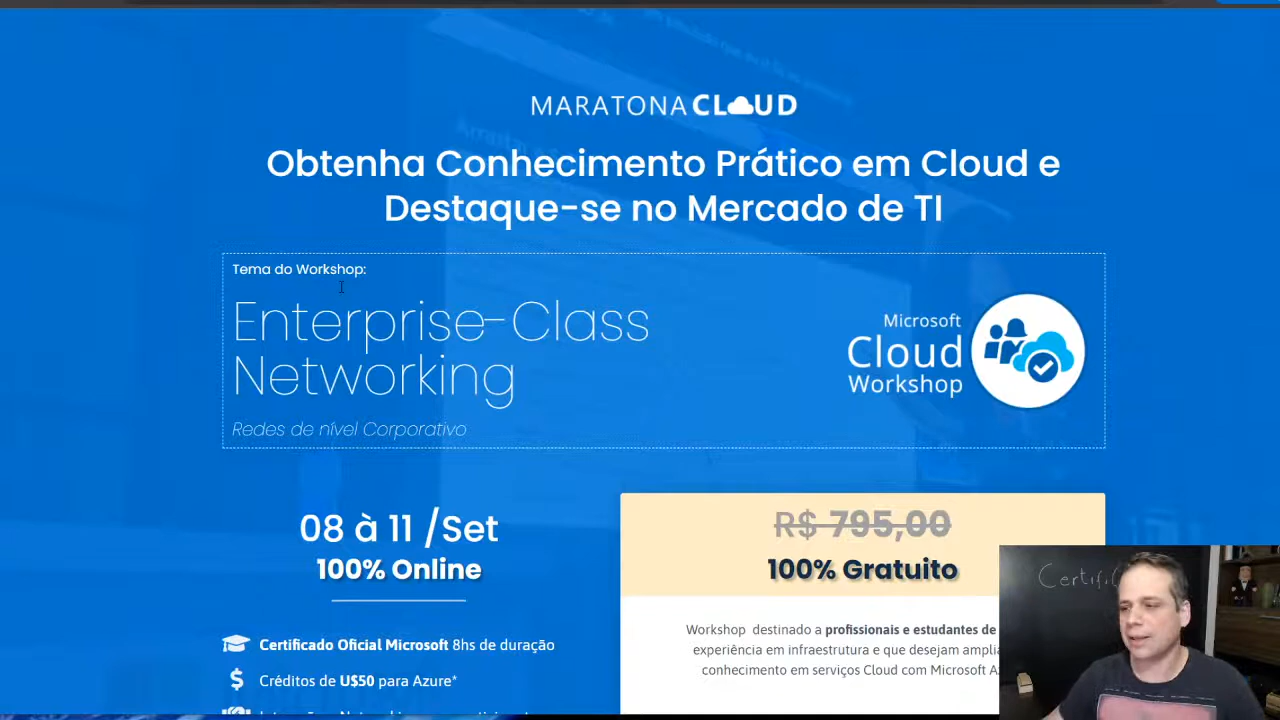 MARATONA CLOUD
Obtenha Conhecimento Prático em Cloud e
Destaque-se no Mercado de TI
Tema do Workshop:
Enterprise-Class
Networking
Redes de nível Corporativo
Microsoft
Cloud
Workshop
08 à 11 /Set
100% Online
Certificado Oficial Microsoft 8hs de duração
Créditos de U$50 para Azure*
R$ 795,00
100% Gratuito
Workshop destinado a profissionais e estudantes de
experiência em infraestrutura e que desejam
conhecimento em serviços Cloud com Microsoft